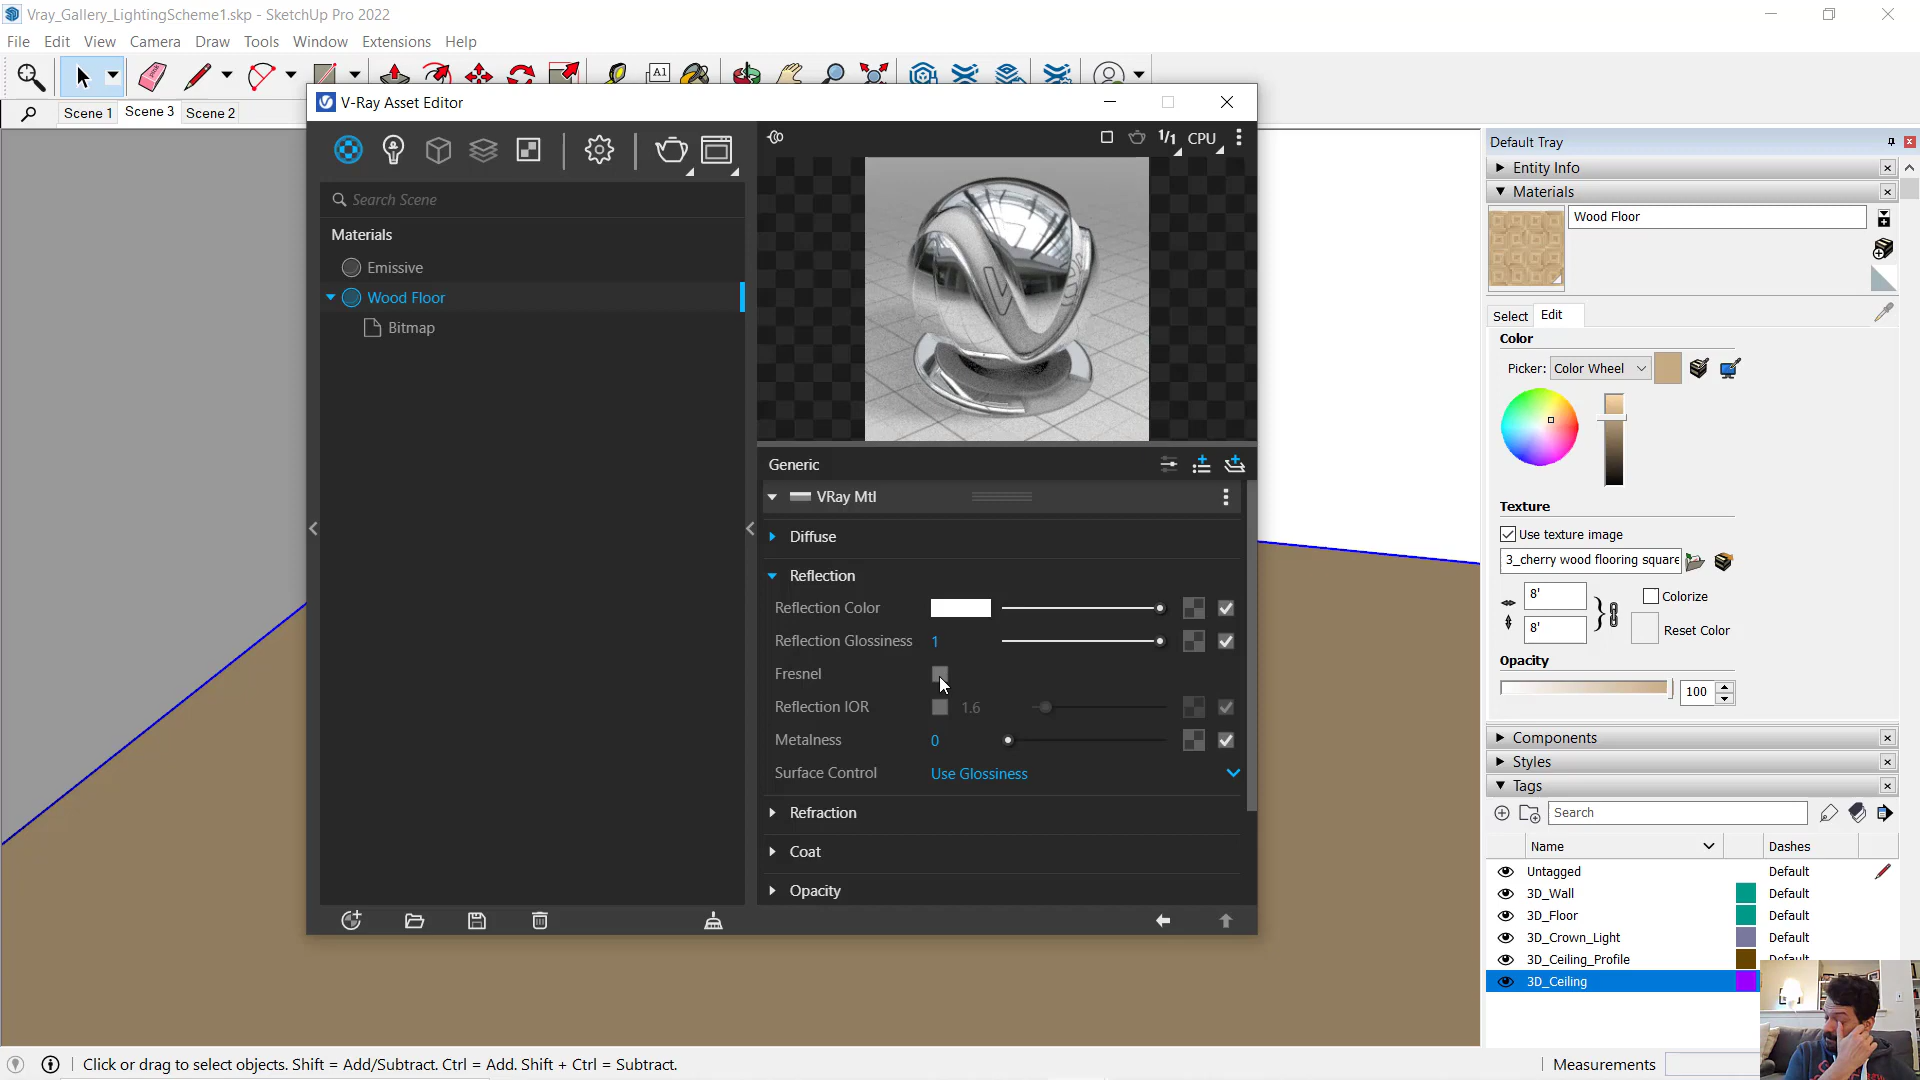 Vray_Gallery_LightingScheme1.skp - SketchUp Pro 2022
File Edit View Camera Draw Tools Window Extensions Help
A1
Scene 1 Scene 3 Scene 2
V-Ray Asset Editor
1/1 CPU
Search Scene
Materials
Emissive
Wood Floor
Bitmap
Generic
VRay Mtl
Diffuse
Reflection
Reflection Color
Reflection Glossiness 1
Fresnel
Reflection IOR 1.6
Metalness 0
Surface Control Use Glossiness
Refraction
Coat
Opacity
Default Tray
Entity Info
Materials
Wood Floor
Select Edit
Color
Picker: Color Wheel
Texture
Use texture image
3_cherry wood flooring square
8' Colorize
8' Reset Color
Opacity
100
Components
Styles
Tags
Search
Name Dashes
Untagged Default
3D_Wall Default
3D_Floor Default
3D_Crown_Light Default
3D_Ceiling_Profile Default
3D_Ceiling
Click or drag to select objects. Shift = Add/Subtract. Ctrl = Add. Shift + Ctrl = Subtract.
Measurements